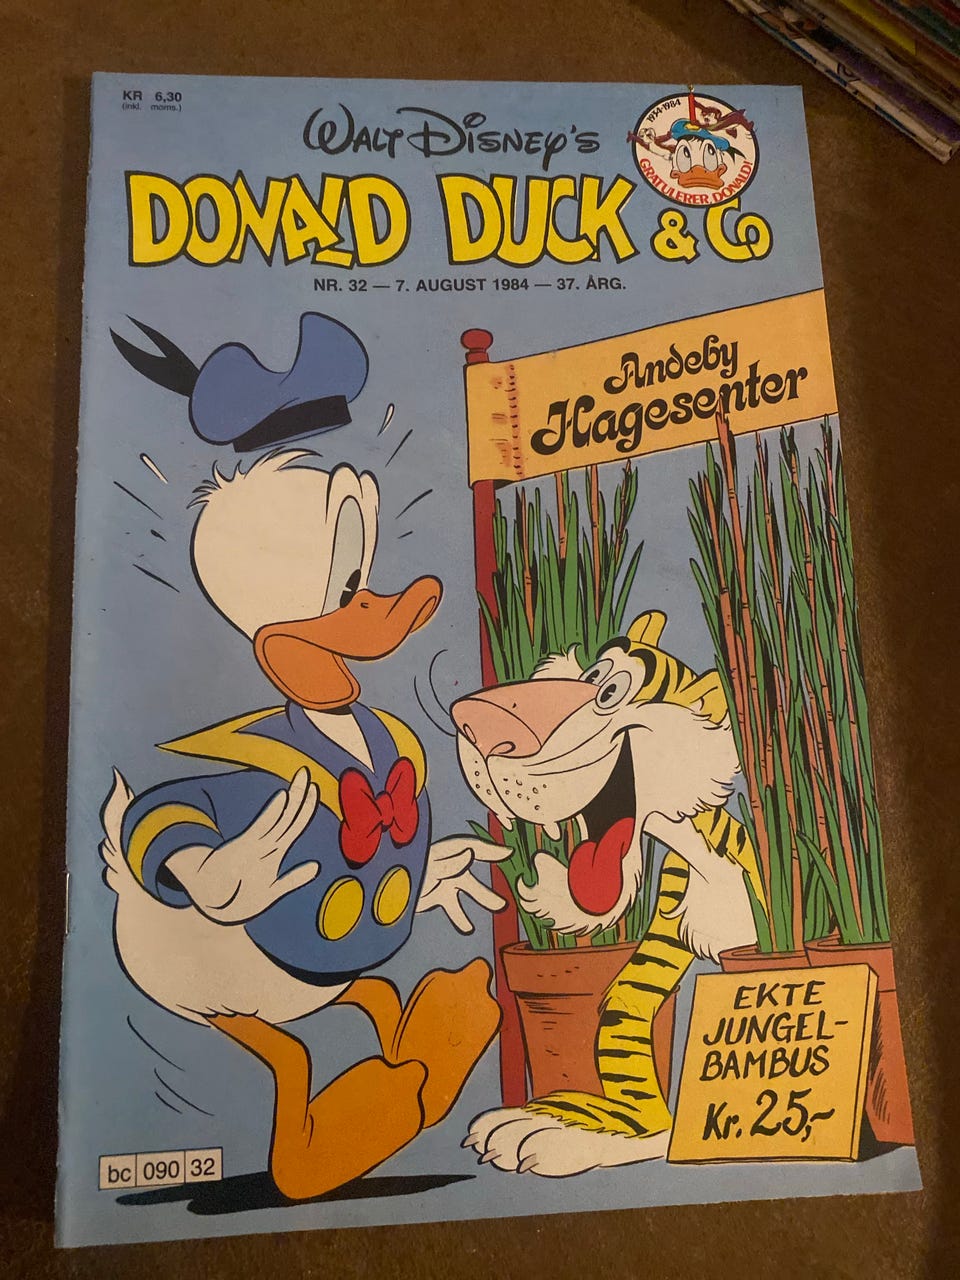 KR 6,30
(inkl. moms.)
WALT DISNEY'S
DONALD DUCK & Co
1934-1984
GRATULERER, DONALD!
NR. 32 — 7. AUGUST 1984 — 37. ÅRG.
Andeby
Hagesenter
EKTE
JUNGEL-
BAMBUS
Kr. 25,-
bc 090 32